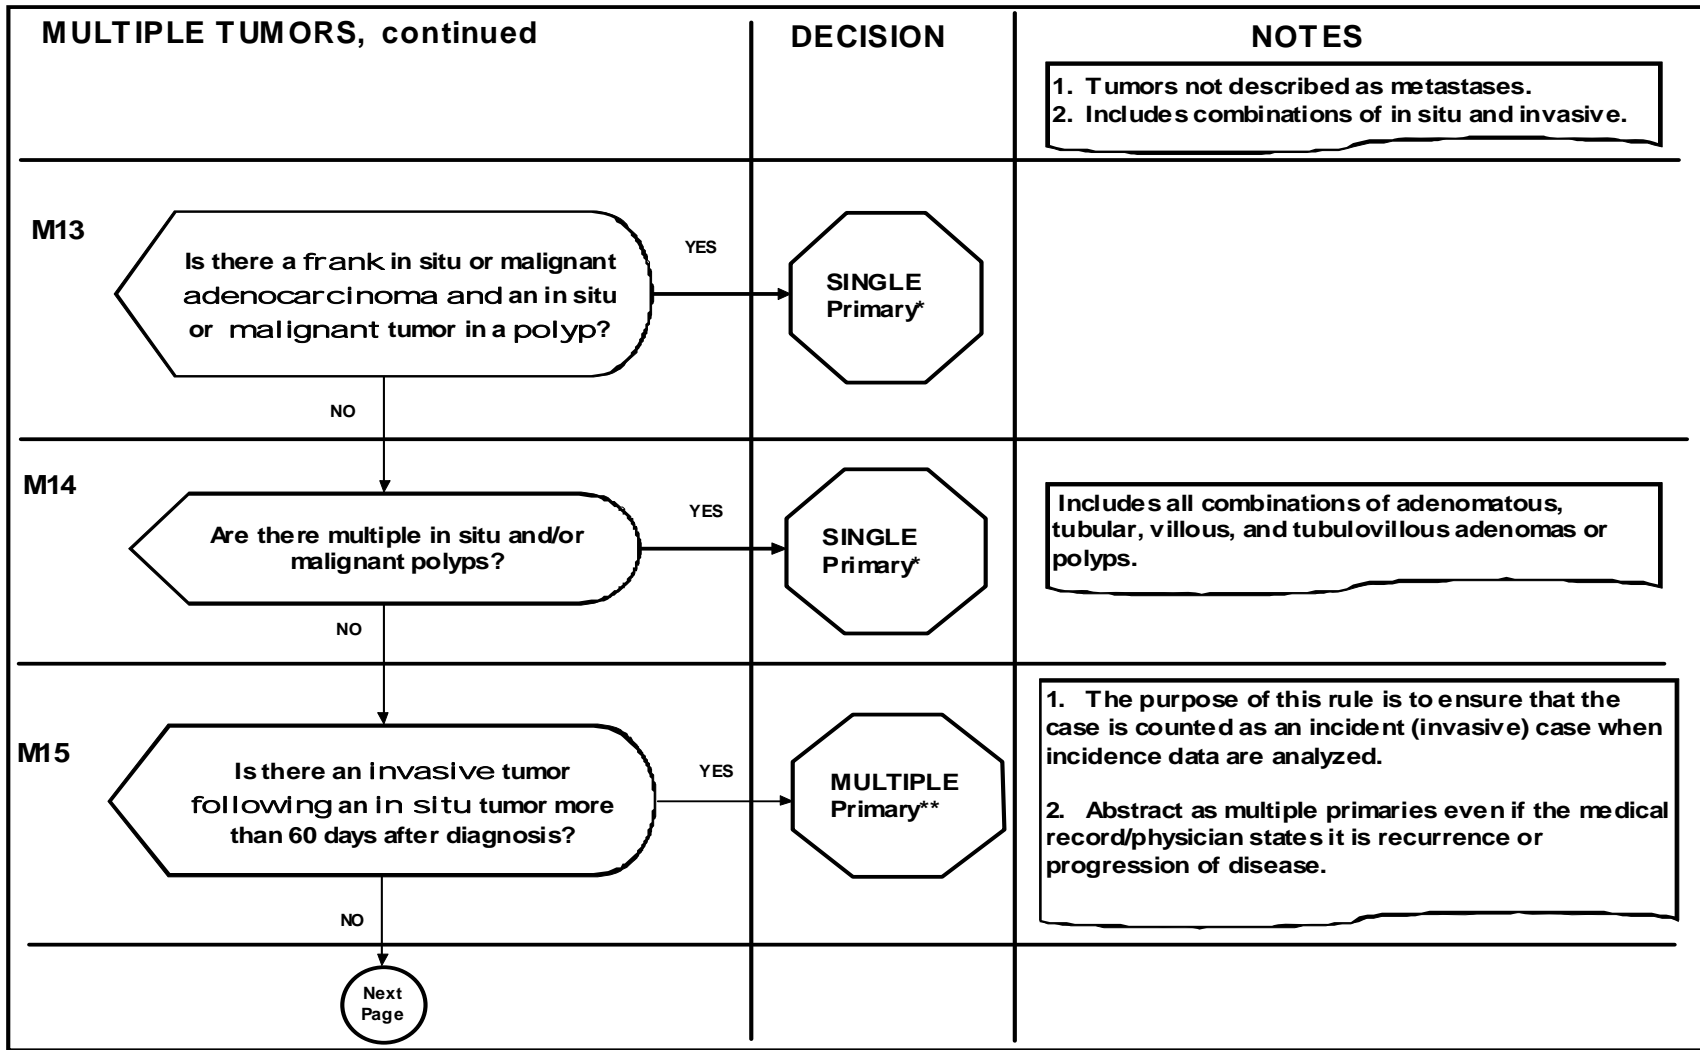 MULTIPLE TUMORS, continued
DECISION
NOTES
1. Tumors not described as metastases.
2. Includes combinations of in situ and invasive.
M13
Is there a frank in situ or malignant
adenocarcinoma and an in situ
or malignant tumor in a polyp?
YES
SINGLE
Primary*
NO
M14
Are there multiple in situ and/or
malignant polyps?
YES
SINGLE
Primary*
Includes all combinations of adenomatous,
tubular, villous, and tubulovillous adenomas or
polyps.
NO
M15
Is there an invasive tumor
following an in situ tumor more
than 60 days after diagnosis?
YES
MULTIPLE
Primary**
1. The purpose of this rule is to ensure that the
case is counted as an incident (invasive) case when
incidence data are analyzed.
2. Abstract as multiple primaries even if the medical
record/physician states it is recurrence or
progression of disease.
NO
Next
Page